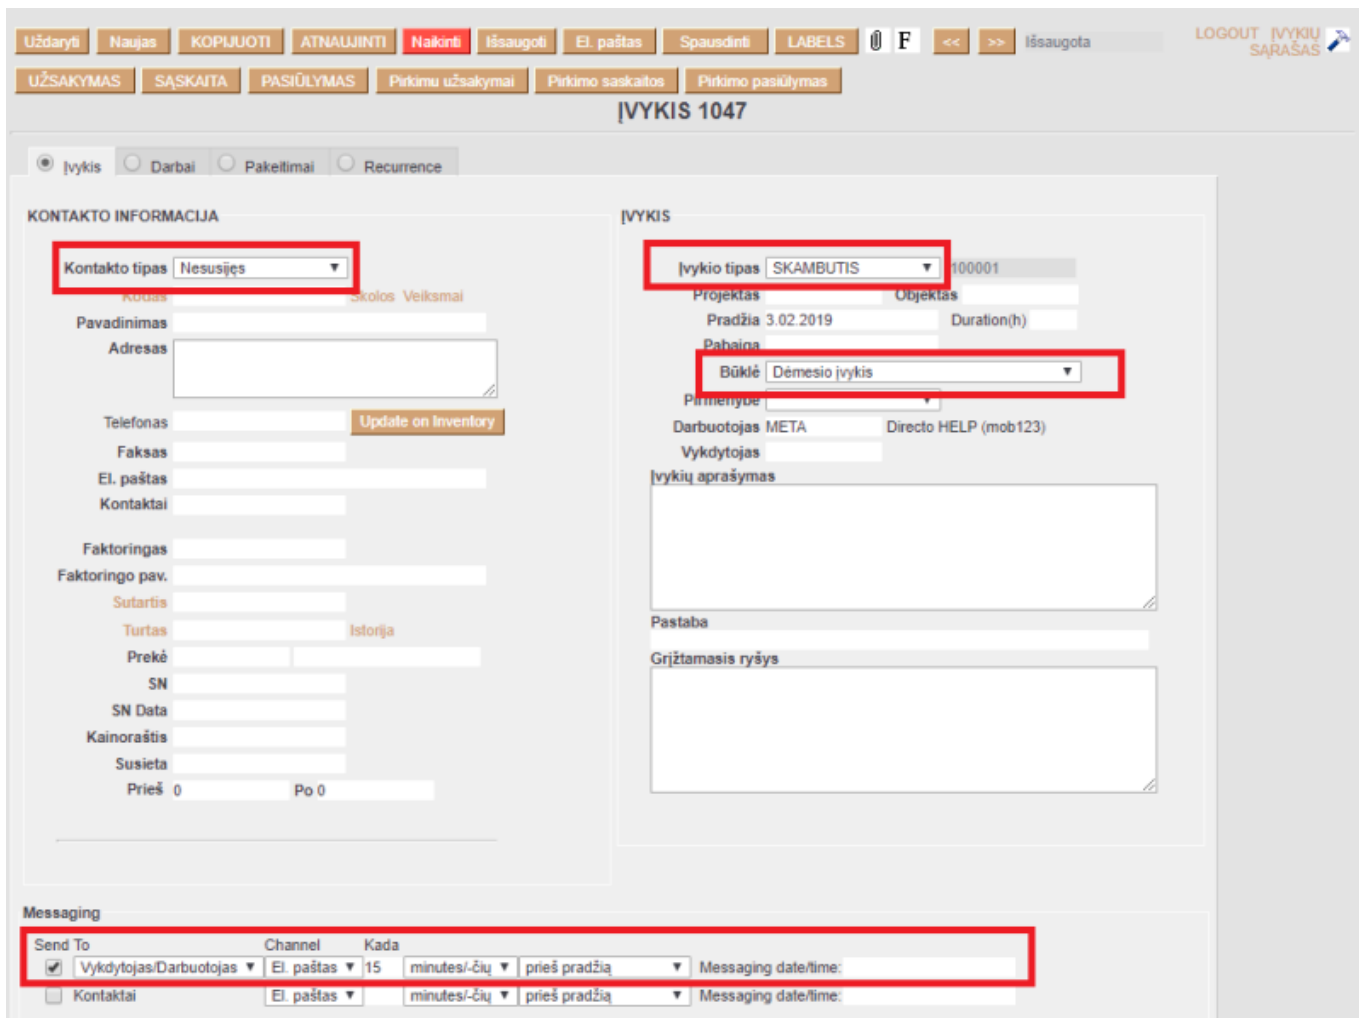 Uždaryti Naujas KOPIJUOTI ATNAUJINTI Naikinti Išsaugoti El. paštas Spausdinti LABELS F << >> Išsaugota LOGOUT ĮVYKIŲ SĄRAŠAS
UŽSAKYMAS SĄSKAITA PASIŪLYMAS Pirkimu užsakymai Pirkimo saskaitos Pirkimo pasiūlymas
ĮVYKIS 1047
Įvykis Darbai Pakeitimai Recurrence
KONTAKTO INFORMACIJA
Kontakto tipas Nesusijęs
Kodas Skolos Veiksmai
Pavadinimas
Adresas
Telefonas Update on Inventory
Faksas
El. paštas
Kontaktai
Faktoringas
Faktoringo pav.
Sutartis
Turtas Istorija
Prekė
SN
SN Data
Kainoraštis
Susieta
Prieš 0 Po 0
ĮVYKIS
Įvykio tipas SKAMBUTIS 100001
Projektas Objektas
Pradžia 3.02.2019 Duration(h)
Pabaiga
Būklė Dėmesio įvykis
Pirmenybė
Darbuotojas META Directo HELP (mob123)
Vykdytojas
Įvykių aprašymas
Pastaba
Grįžtamasis ryšys
Messaging
Send To Channel Kada
Vykdytojas/Darbuotojas El. paštas 15 minutes/-čių prieš pradžią Messaging date/time:
Kontaktai El. paštas minutes/-čių prieš pradžią Messaging date/time: